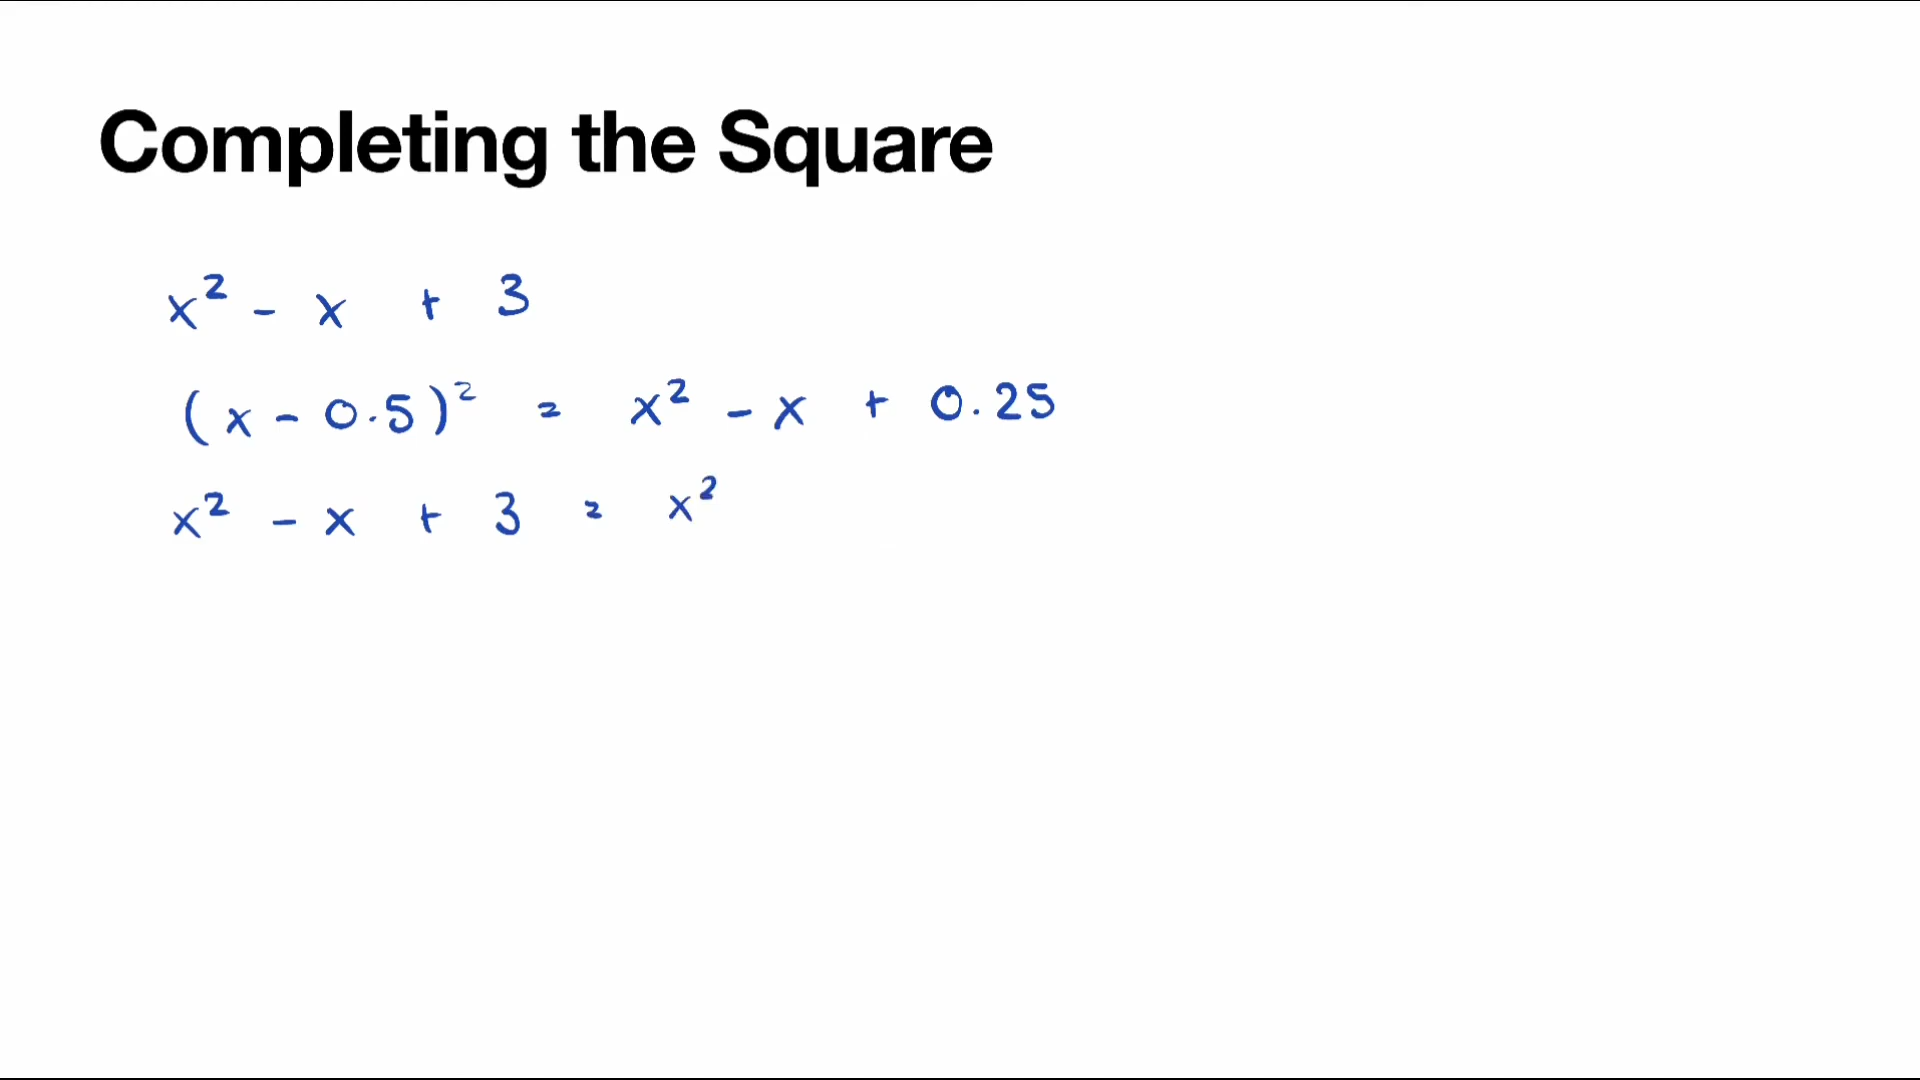 Completing the Square
x² - x + 3
(x - 0.5)² = x² - x + 0.25
x² - x + 3 = x²